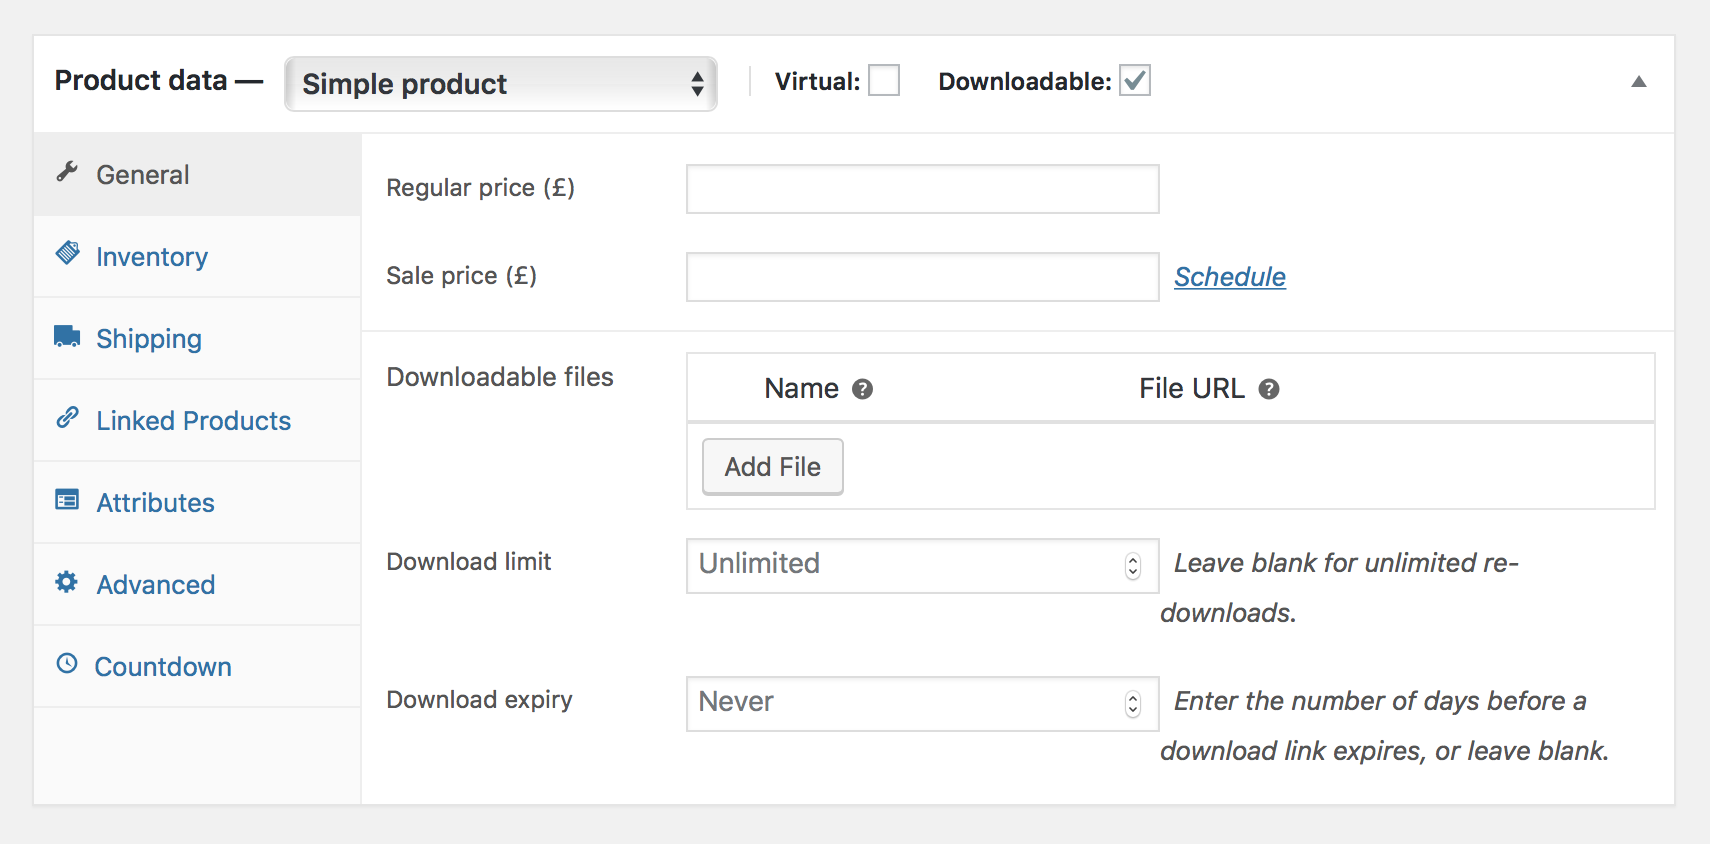 Product data — Simple product Virtual: Downloadable:
General
Inventory
Shipping
Linked Products
Attributes
Advanced
Countdown
Regular price (£)
Sale price (£) Schedule
Downloadable files
Name ? File URL ?
Add File
Download limit Unlimited Leave blank for unlimited re-
downloads.
Download expiry Never Enter the number of days before a
download link expires, or leave blank.